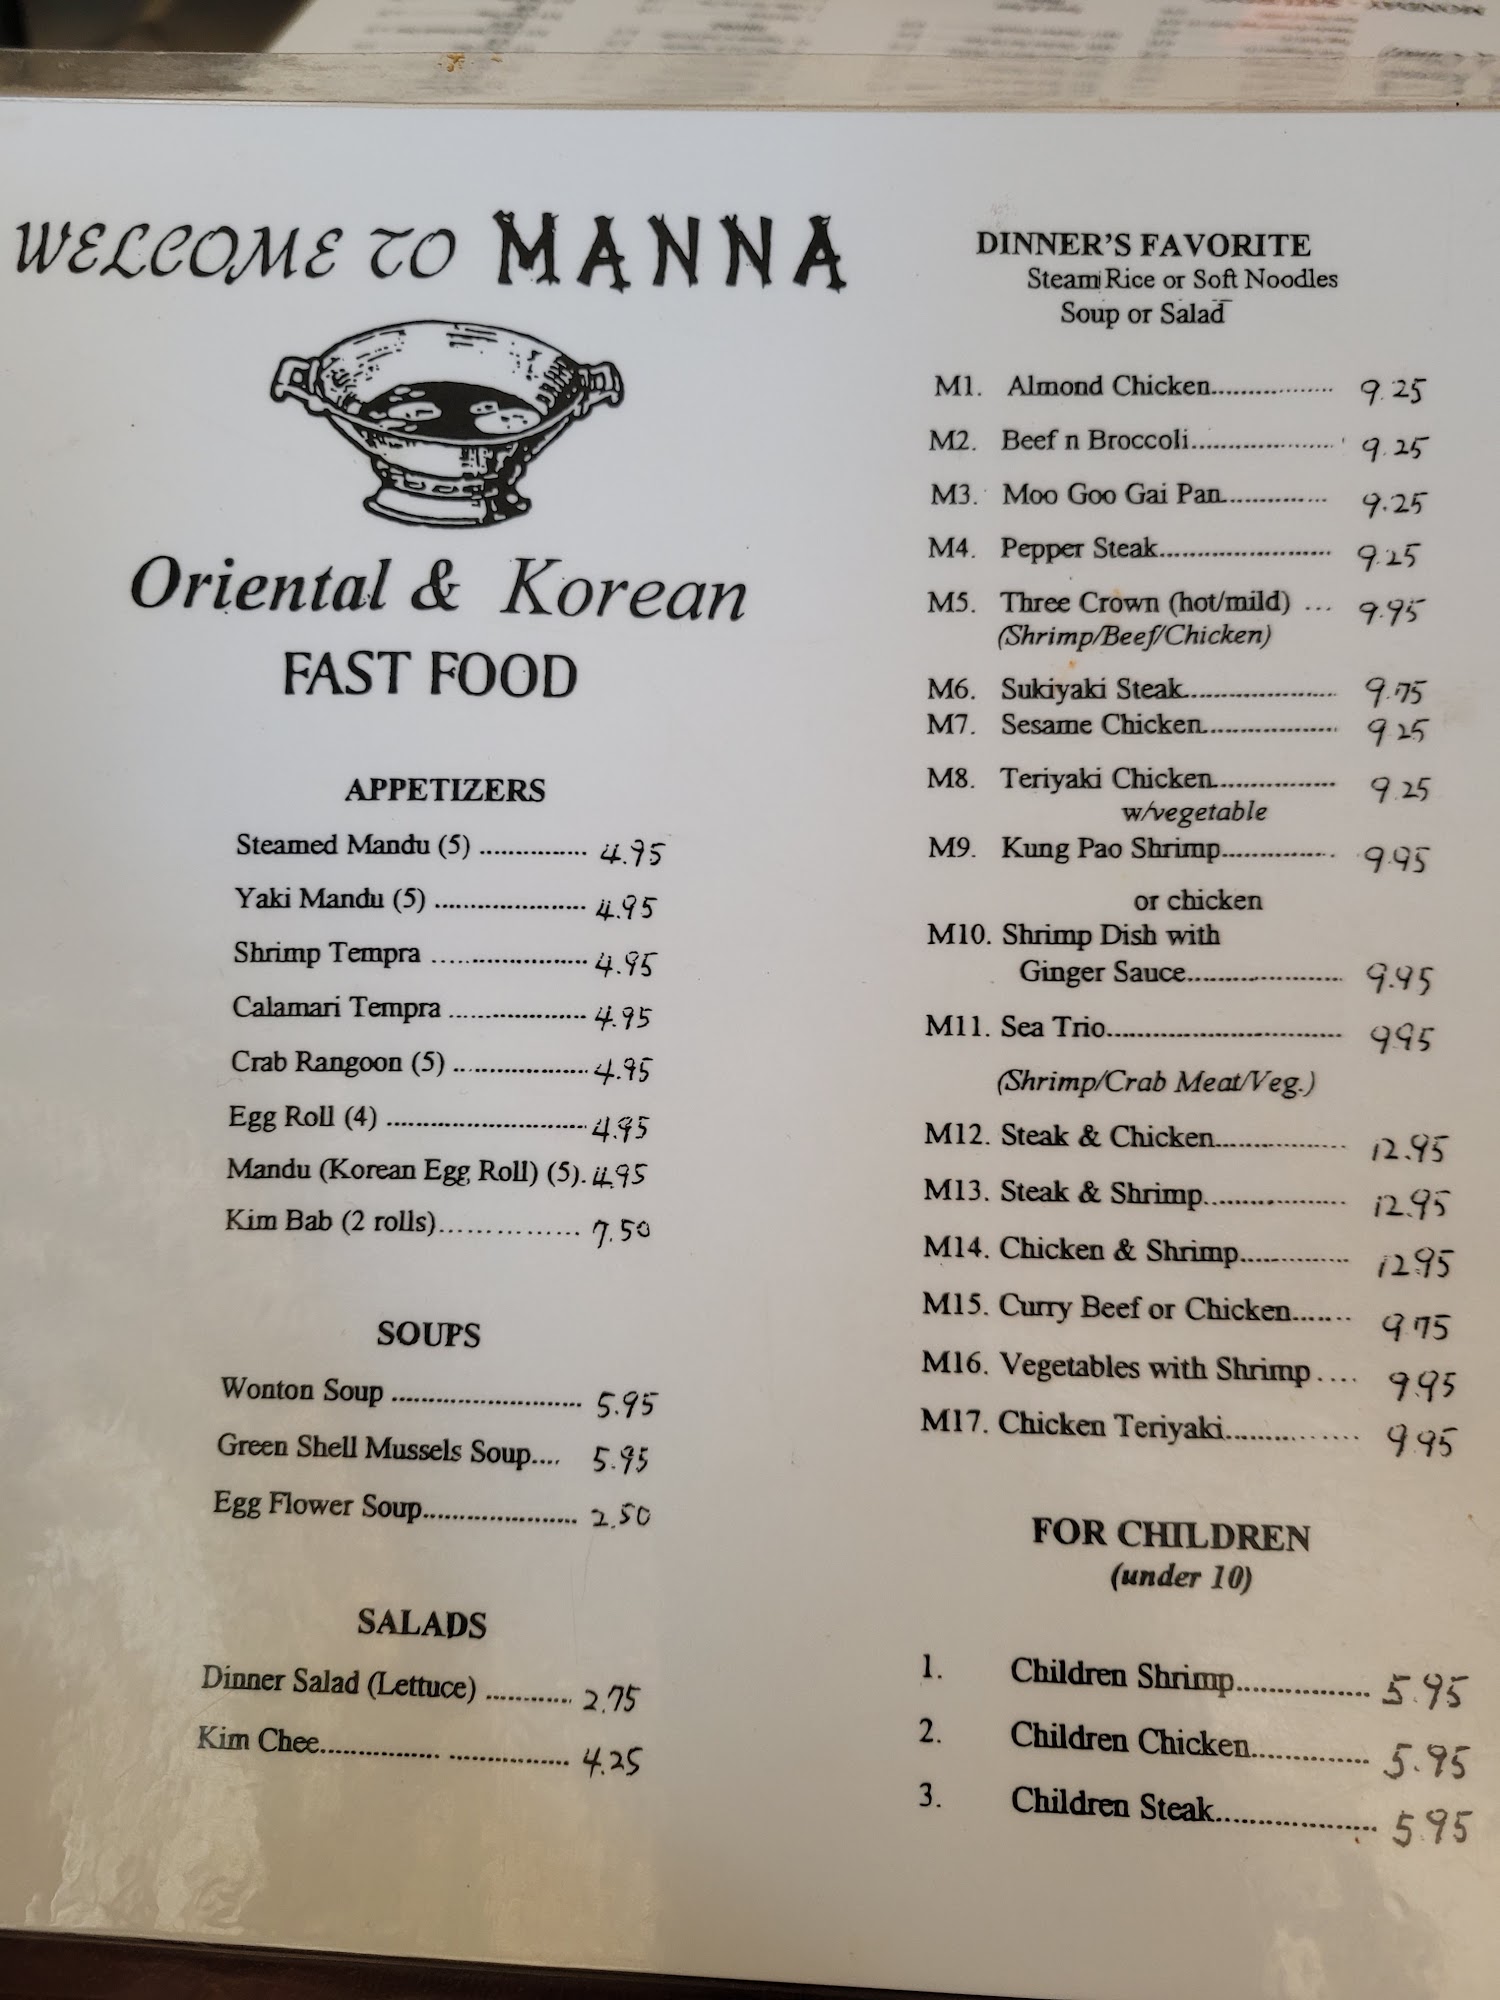 WELCOME TO MANNA
Oriental & Korean
FAST FOOD
APPETIZERS
Steamed Mandu (5) ............... 4.95
Yaki Mandu (5) ..................... 4.95
Shrimp Tempra ...................... 4.95
Calamari Tempra ................... 4.95
Crab Rangoon (5) ................... 4.95
Egg Roll (4) ............................ 4.95
Mandu (Korean Egg Roll) (5). 4.95
Kim Bab (2 rolls)................... 7.50
SOUPS
Wonton Soup .......................... 5.95
Green Shell Mussels Soup.... 5.95
Egg Flower Soup...................... 2.50
SALADS
Dinner Salad (Lettuce) ............ 2.75
Kim Chee................. ................. 4.25
DINNER'S FAVORITE
Steam Rice or Soft Noodles
Soup or Salad
M1. Almond Chicken................. 9.25
M2. Beef n Broccoli.................... 9.25
M3. Moo Goo Gai Pan............... 9.25
M4. Pepper Steak........................ 9.25
M5. Three Crown (hot/mild) ... 9.95
(Shrimp/Beef/Chicken)
M6. Sukiyaki Steak...................... 9.75
M7. Sesame Chicken................... 9.25
M8. Teriyaki Chicken................. 9.25
w/vegetable
M9. Kung Pao Shrimp................ 9.95
or chicken
M10. Shrimp Dish with
Ginger Sauce...................... 9.95
M11. Sea Trio................................. 9.95
(Shrimp/Crab Meat/Veg.)
M12. Steak & Chicken.................. 12.95
M13. Steak & Shrimp.................... 12.95
M14. Chicken & Shrimp............... 12.95
M15. Curry Beef or Chicken....... 9.75
M16. Vegetables with Shrimp .... 9.95
M17. Chicken Teriyaki................. 9.95
FOR CHILDREN
(under 10)
1. Children Shrimp................. 5.95
2. Children Chicken............... 5.95
3. Children Steak.................... 5.95